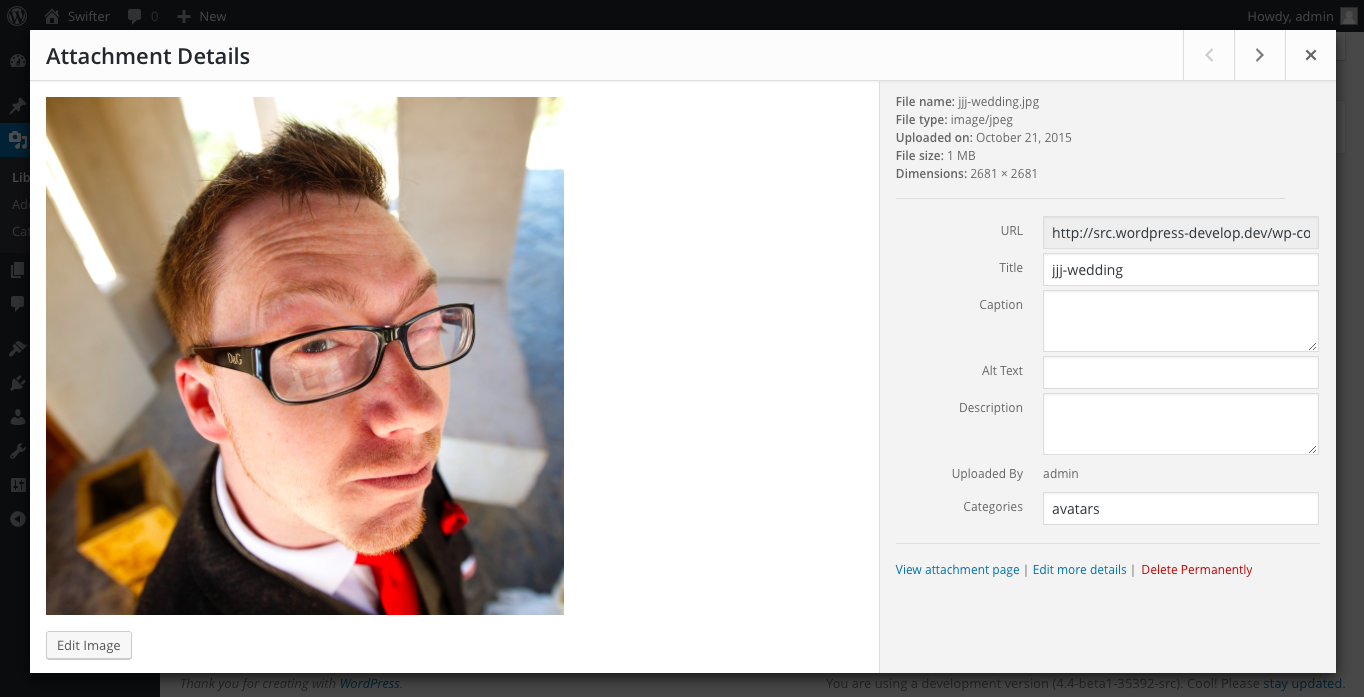 Swifter 0 New Howdy, admin
Attachment Details
File name: jjj-wedding.jpg
File type: image/jpeg
Uploaded on: October 21, 2015
File size: 1 MB
Dimensions: 2681 × 2681
URL http://src.wordpress-develop.dev/wp-co
Title jjj-wedding
Caption
Alt Text
Description
Uploaded By admin
Categories avatars
View attachment page | Edit more details | Delete Permanently
D&G
Edit Image
Lib
Add
Cat
Thank you for creating with WordPress.
You are using a development version (4.4-beta1-35392-src). Cool! Please stay updated.